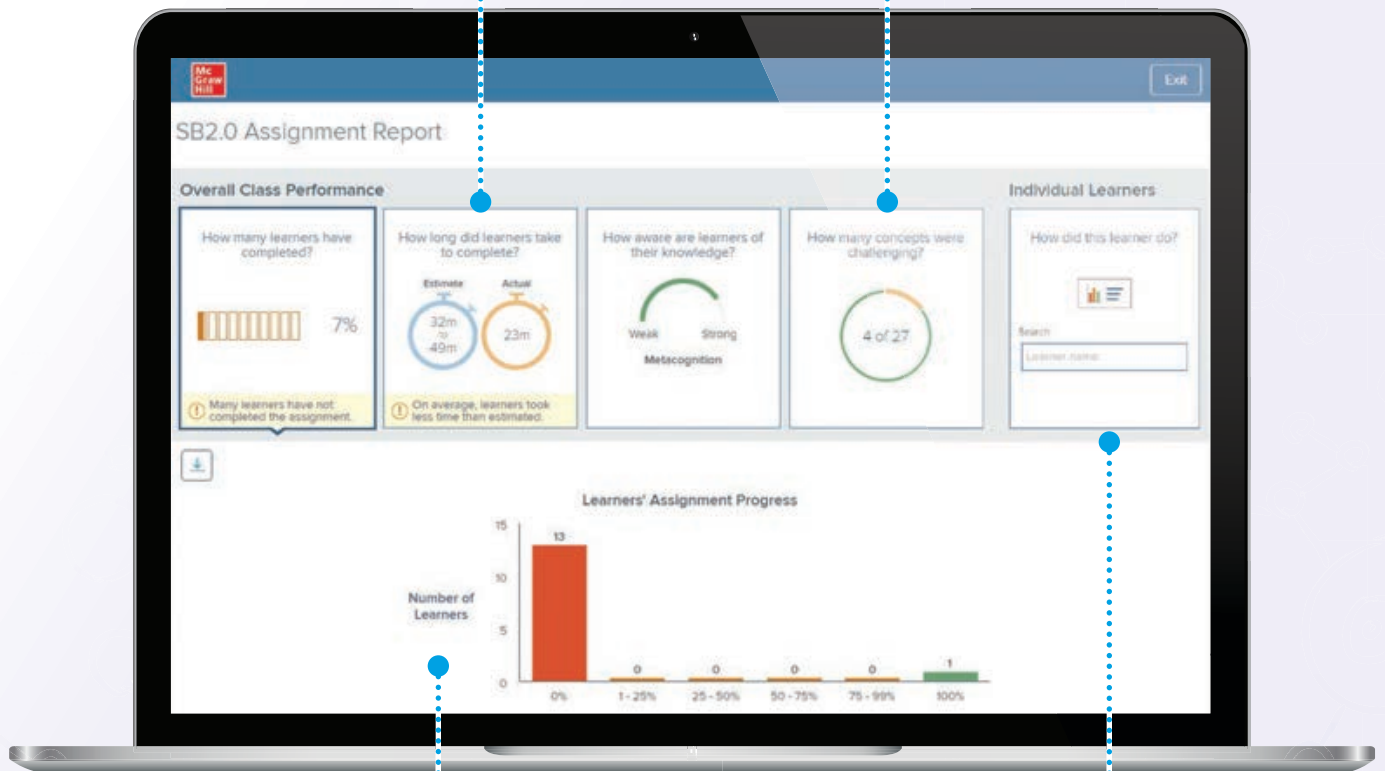 Mc
Graw
Hill
Exit
SB2.0 Assignment Report
Overall Class Performance
Individual Learners
How many learners have
completed?
7%
Many learners have not
completed the assignment.
How long did learners take
to complete?
Estimate
Actual
32m
to
49m
23m
On average, learners took
less time than estimated.
How aware are learners of
their knowledge?
Weak
Strong
Metacognition
How many concepts were
challenging?
4 of 27
How did this learner do?
Search
Learner name
Learners' Assignment Progress
Number of
Learners
15
10
5
0
13
0
0
0
0
1
0%
1 - 25%
25 - 50%
50 - 75%
75 - 99%
100%